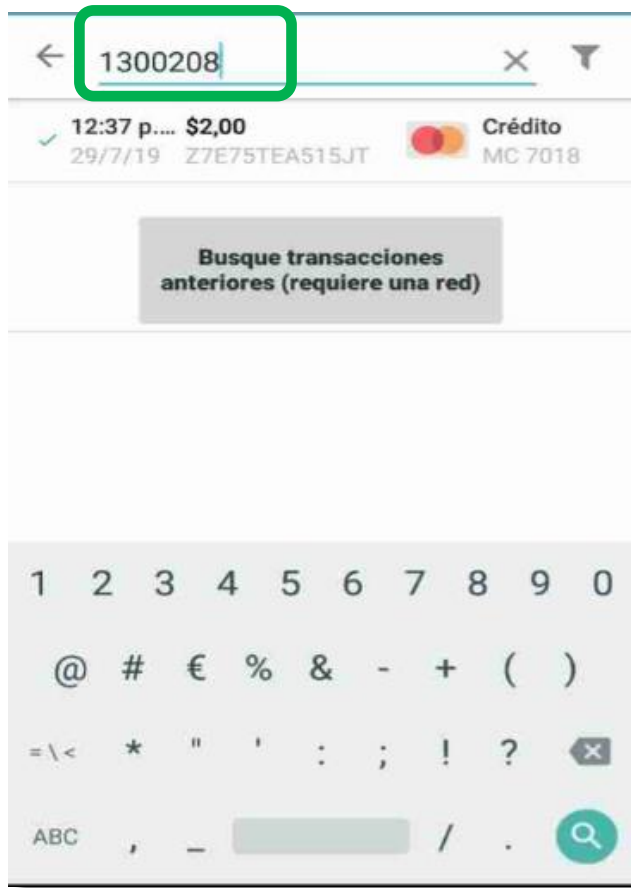 1300208
12:37 p.... $2,00 Crédito
29/7/19 Z7E75TEA515JT MC 7018
Busque transacciones
anteriores (requiere una red)
1 2 3 4 5 6 7 8 9 0
@ # € % & - + ( )
= \ < * " ' : ; ! ?
ABC , _ / .